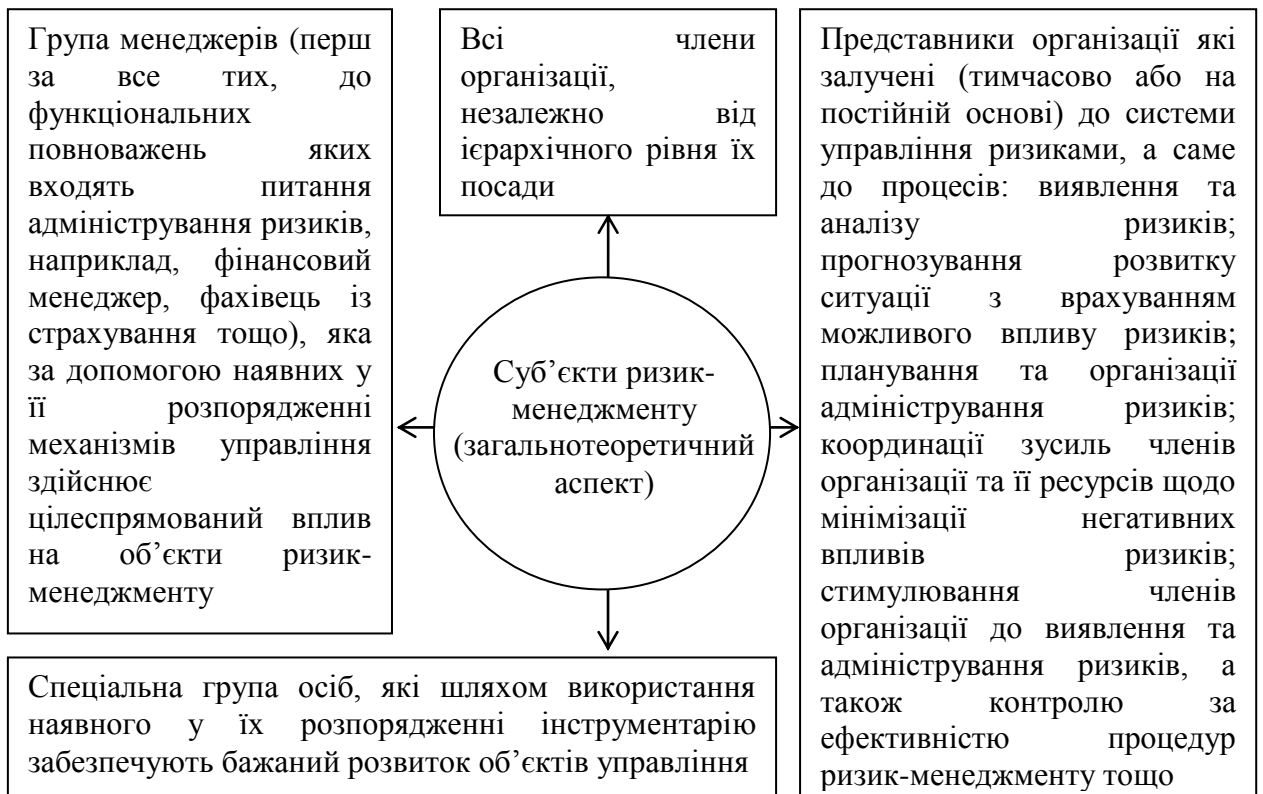 Група менеджерів (перш
за все тих, до
функціональних
повноважень яких
входять питання
адміністрування ризиків,
наприклад, фінансовий
менеджер, фахівець із
страхування тощо), яка
за допомогою наявних у
її розпорядженні
механізмів управління
здійснює
цілеспрямований вплив
на об’єкти ризик-
менеджменту
Всі члени
організації,
незалежно від
ієрархічного рівня їх
посади
Представники організації які
залучені (тимчасово або на
постійній основі) до системи
управління ризиками, а саме
до процесів: виявлення та
аналізу ризиків;
прогнозування розвитку
ситуації з врахуванням
можливого впливу ризиків;
планування та організації
адміністрування ризиків;
координації зусиль членів
організації та її ресурсів щодо
мінімізації негативних
впливів ризиків;
стимулювання членів
організації до виявлення та
адміністрування ризиків, а
також контролю за
ефективністю процедур
ризик-менеджменту тощо
Суб’єкти ризик-
менеджменту
(загальнотеоретичний
аспект)
Спеціальна група осіб, які шляхом використання
наявного у їх розпорядженні інструментарію
забезпечують бажаний розвиток об’єктів управління